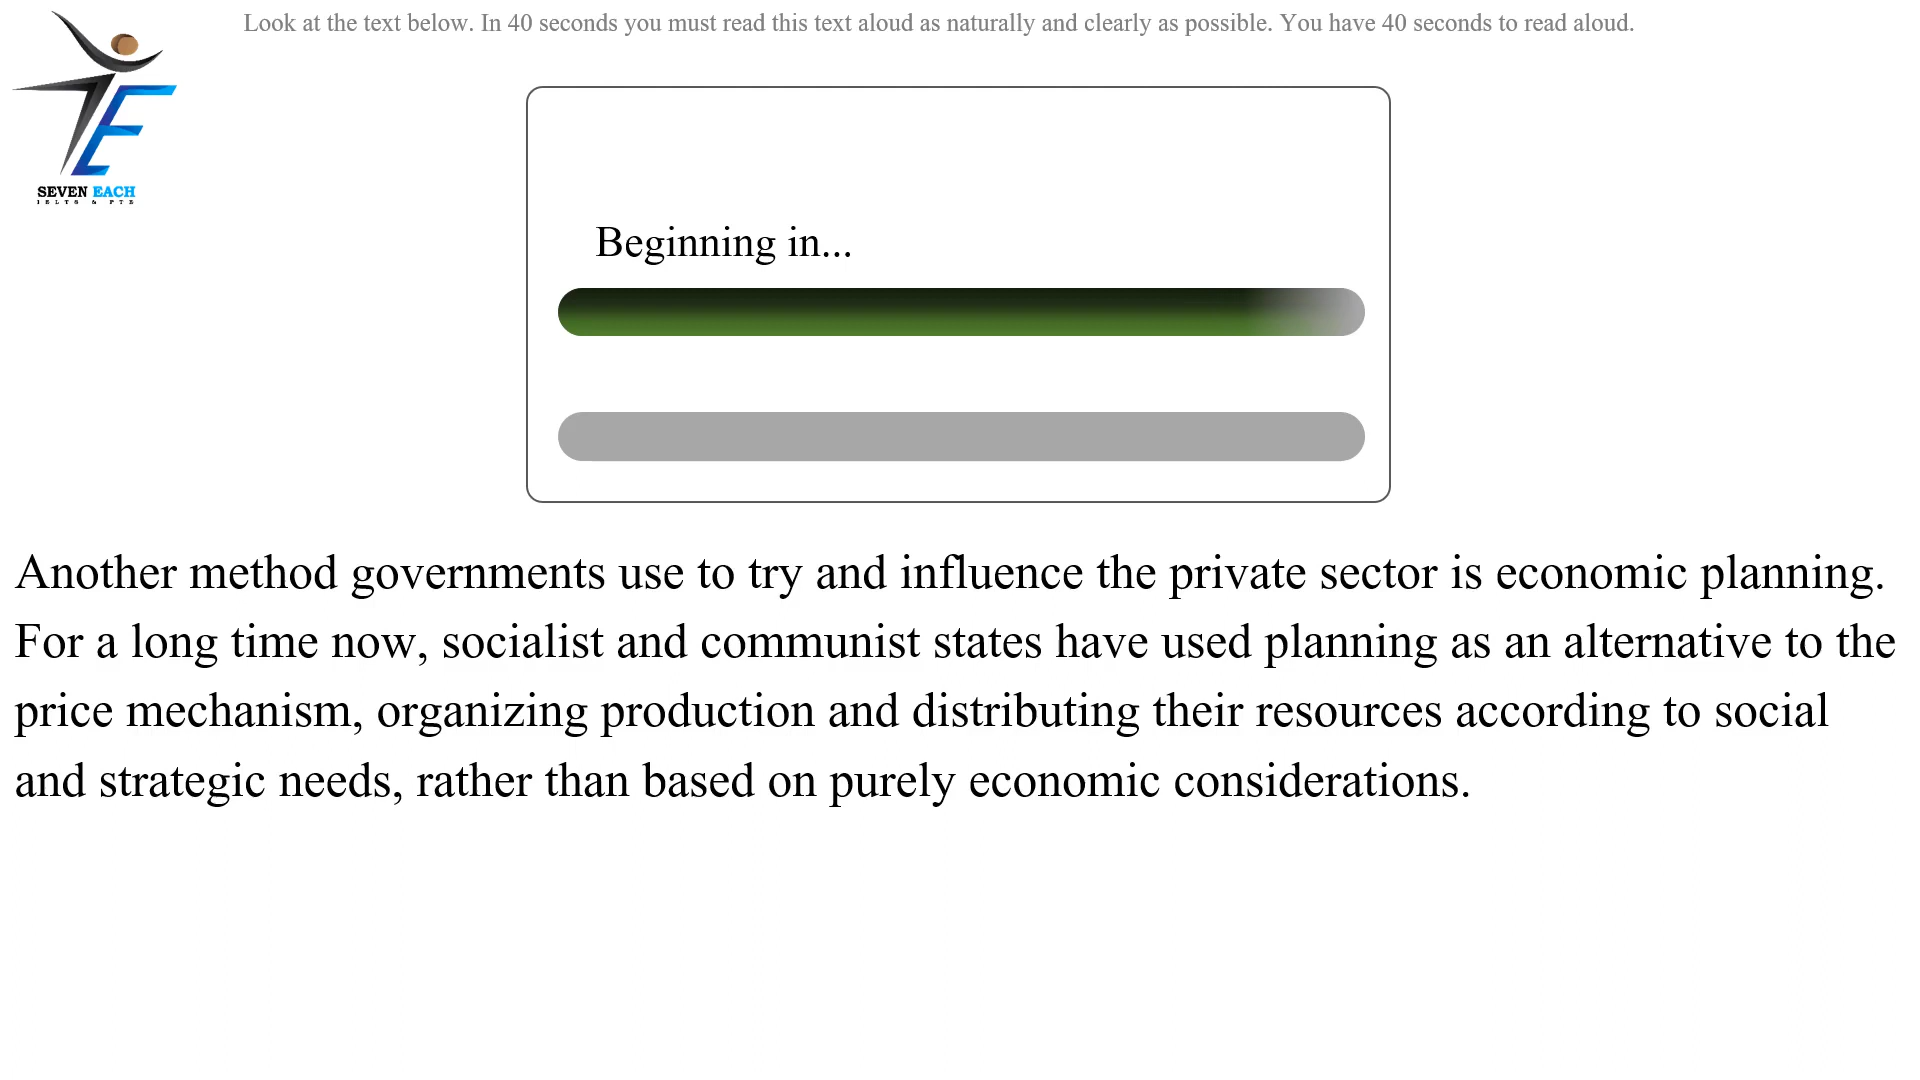 Look at the text below. In 40 seconds you must read this text aloud as naturally and clearly as possible. You have 40 seconds to read aloud.
SEVEN EACH
IELTS & PTE
Beginning in...
Another method governments use to try and influence the private sector is economic planning.
For a long time now, socialist and communist states have used planning as an alternative to the
price mechanism, organizing production and distributing their resources according to social
and strategic needs, rather than based on purely economic considerations.